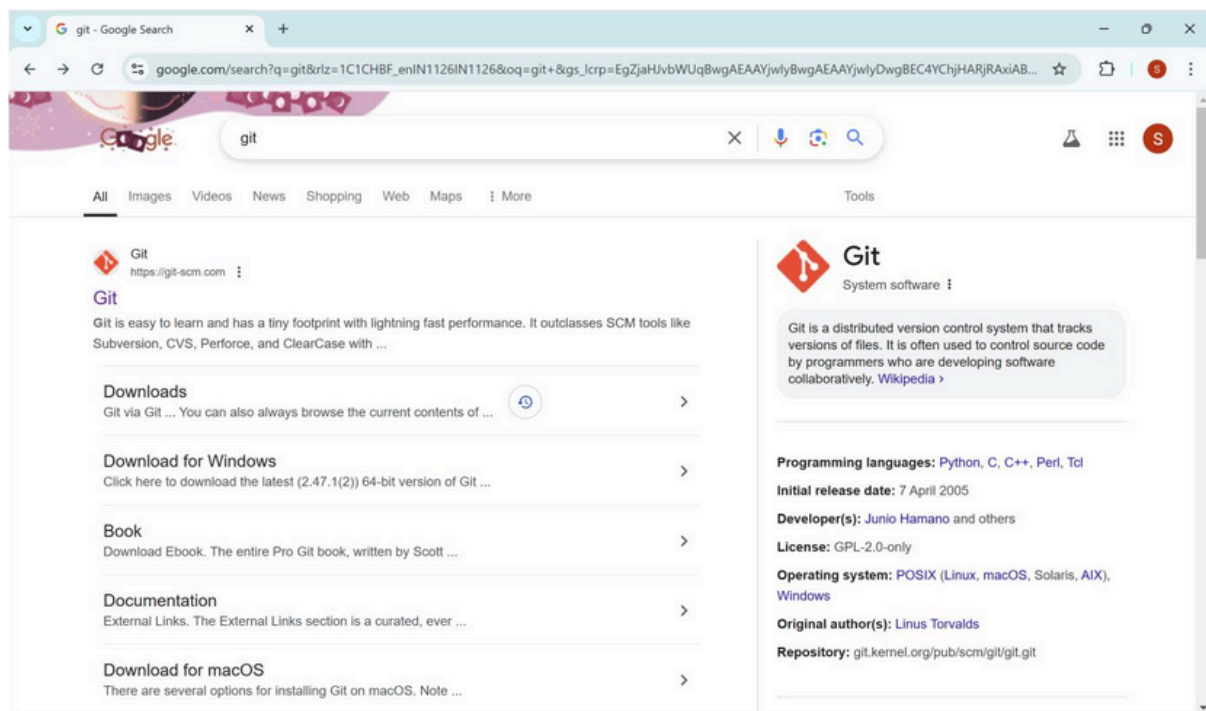 git - Google Search
google.com/search?q=git&rlz=1C1CHBF_enIN1126IN1126&oq=git+&gs_lcrp=EgZjaHJvbWUqBwgAEAAYjwIyBwgAEAAYjwIyDwgBEC4YChjHARjRAxiAB...
S
Google
git
S
All Images Videos News Shopping Web Maps More
Tools
Git
https://git-scm.com
Git
Git is easy to learn and has a tiny footprint with lightning fast performance. It outclasses SCM tools like
Subversion, CVS, Perforce, and ClearCase with ...
Downloads
Git via Git ... You can also always browse the current contents of ...
Download for Windows
Click here to download the latest (2.47.1(2)) 64-bit version of Git ...
Book
Download Ebook. The entire Pro Git book, written by Scott ...
Documentation
External Links. The External Links section is a curated, ever ...
Download for macOS
There are several options for installing Git on macOS. Note ...
Git
System software
Git is a distributed version control system that tracks
versions of files. It is often used to control source code
by programmers who are developing software
collaboratively. Wikipedia ›
Programming languages: Python, C, C++, Perl, Tcl
Initial release date: 7 April 2005
Developer(s): Junio Hamano and others
License: GPL-2.0-only
Operating system: POSIX (Linux, macOS, Solaris, AIX),
Windows
Original author(s): Linus Torvalds
Repository: git.kernel.org/pub/scm/git/git.git